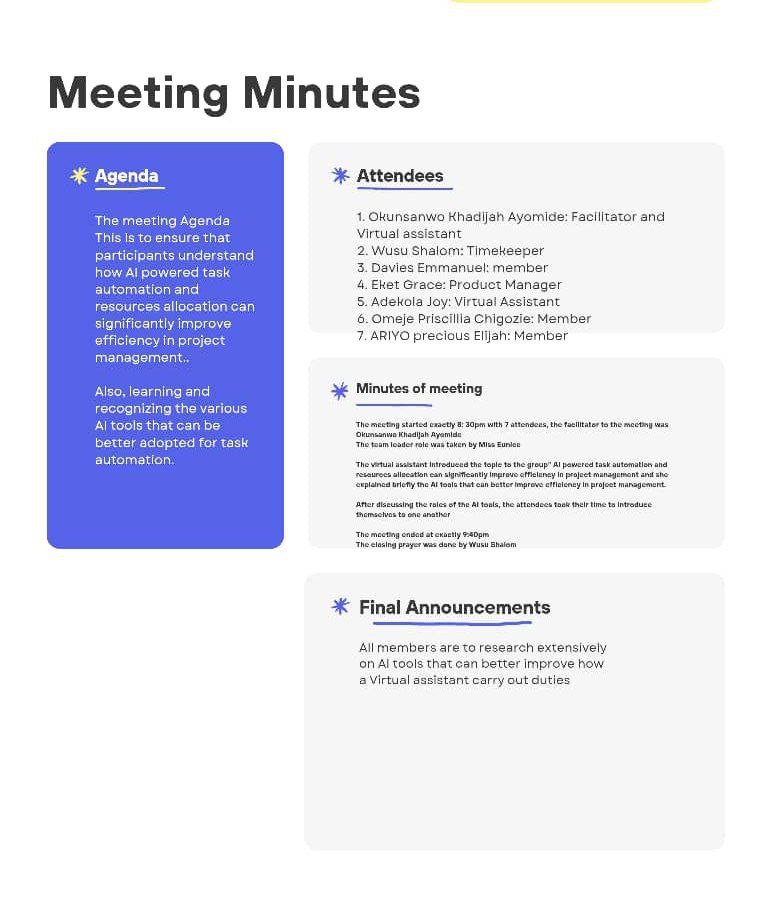 Meeting Minutes
Agenda
The meeting Agenda
This is to ensure that
participants understand
how AI powered task
automation and
resources allocation can
significantly improve
efficiency in project
management..
Also, learning and
recognizing the various
AI tools that can be
better adopted for task
automation.
Attendees
1. Okunsanwo Khadijah Ayomide: Facilitator and
Virtual assistant
2. Wusu Shalom: Timekeeper
3. Davies Emmanuel: member
4. Eket Grace: Product Manager
5. Adekola Joy: Virtual Assistant
6. Omeje Priscillia Chigozie: Member
7. ARIYO precious Elijah: Member
Minutes of meeting
The meeting started exactly 8: 30pm with 7 attendees, the facilitator to the meeting was
Okunsanwo Khadijah Ayomide
The team leader role was taken by Miss Eunice
The virtual assistant introduced the topic to the group" AI powered task automation and
resources allocation can significantly improve efficiency in project management and she
explained briefly the AI tools that can better improve efficiency in project management.
After discussing the roles of the AI tools, the attendees took their time to introduce
themselves to one another
The meeting ended at exactly 9:40pm
The closing prayer was done by Wusu Shalom
Final Announcements
All members are to research extensively
on AI tools that can better improve how
a Virtual assistant carry out duties